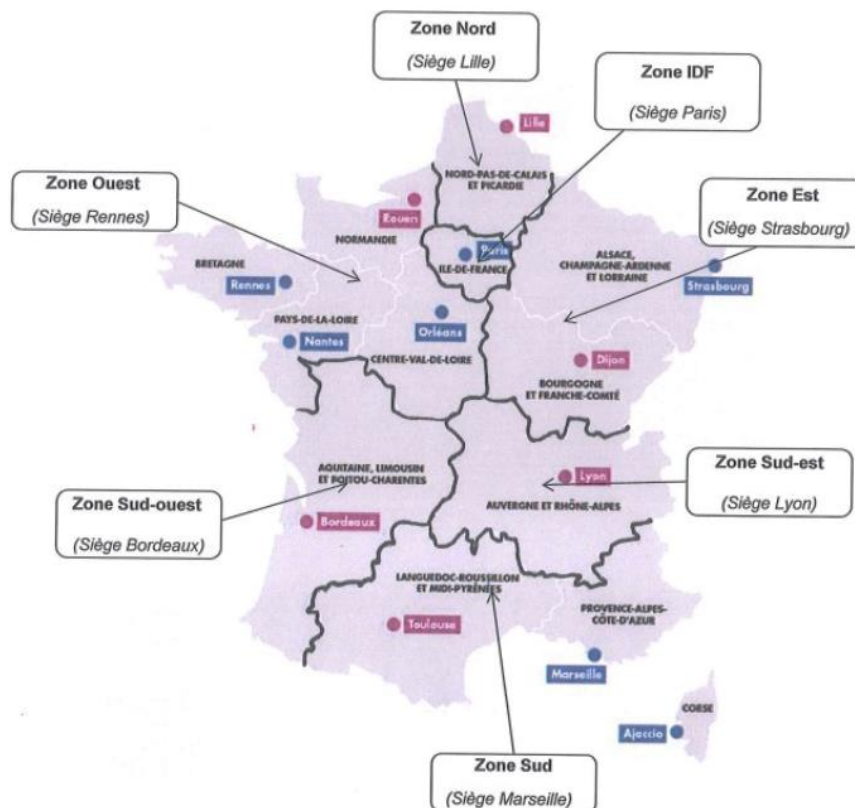 Zone Nord
(Siège Lille)
Zone IDF
(Siège Paris)
Lille
NORD-PAS-DE-CALAIS
ET PICARDIE
Zone Ouest
(Siège Rennes)
Rouen
NORMANDIE
Zone Est
(Siège Strasbourg)
Paris
ILE-DE-FRANCE
ALSACE,
CHAMPAGNE-ARDENNE
ET LORRAINE
Strasbourg
BRETAGNE
Rennes
PAYS-DE-LA-LOIRE
Nantes
Orléans
CENTRE-VAL-DE-LOIRE
Dijon
BOURGOGNE
ET FRANCHE-COMTÉ
Zone Sud-est
(Siège Lyon)
Lyon
AUVERGNE ET RHÔNE-ALPES
AQUITAINE, LIMOUSIN
ET POITOU-CHARENTES
Zone Sud-ouest
(Siège Bordeaux)
Bordeaux
LANGUEDOC-ROUSSILLON
ET MIDI-PYRÉNÉES
Toulouse
PROVENCE-ALPES-
CÔTE-D'AZUR
Marseille
CORSE
Ajaccio
Zone Sud
(Siège Marseille)